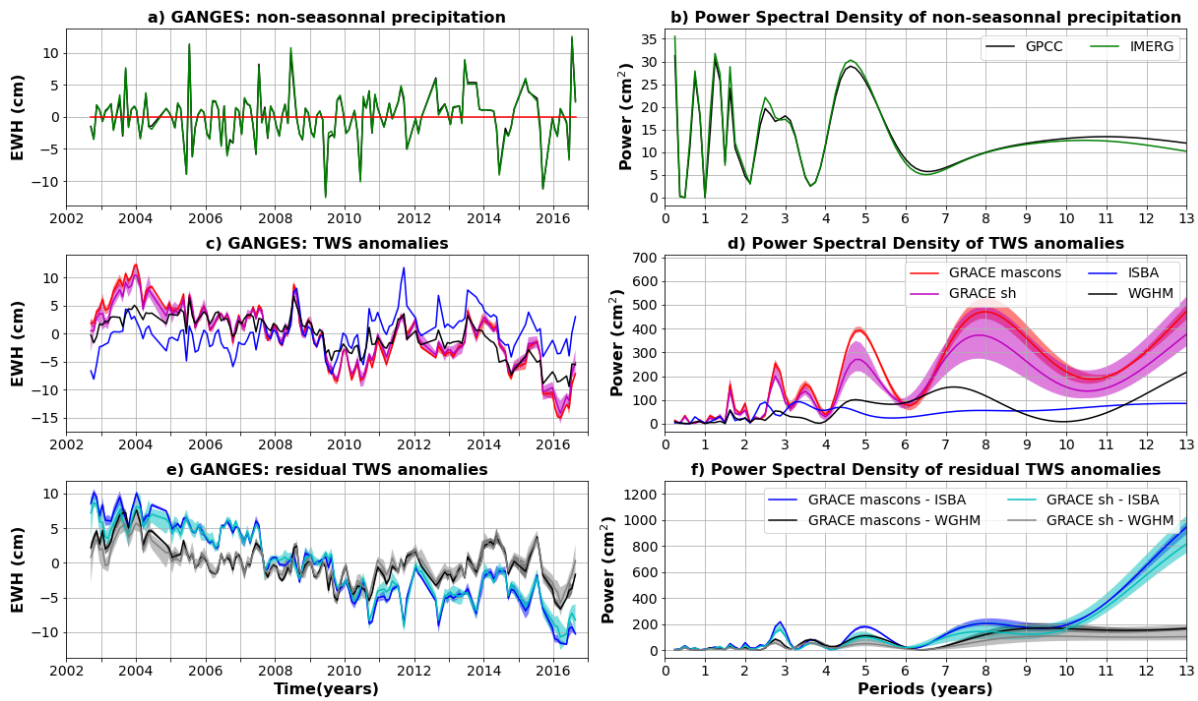 a) GANGES: non-seasonnal precipitation
EWH (cm)
10
5
0
−5
−10
2002 2004 2006 2008 2010 2012 2014 2016
b) Power Spectral Density of non-seasonnal precipitation
Power (cm²)
35
30
25
20
15
10
5
0
GPCC IMERG
0 1 2 3 4 5 6 7 8 9 10 11 12 13
c) GANGES: TWS anomalies
EWH (cm)
10
5
0
−5
−10
−15
2002 2004 2006 2008 2010 2012 2014 2016
d) Power Spectral Density of TWS anomalies
Power (cm²)
700
600
500
400
300
200
100
0
GRACE mascons ISBA
GRACE sh WGHM
0 1 2 3 4 5 6 7 8 9 10 11 12 13
e) GANGES: residual TWS anomalies
EWH (cm)
10
5
0
−5
−10
2002 2004 2006 2008 2010 2012 2014 2016
Time(years)
f) Power Spectral Density of residual TWS anomalies
Power (cm²)
1200
1000
800
600
400
200
0
GRACE mascons - ISBA GRACE sh - ISBA
GRACE mascons - WGHM GRACE sh - WGHM
0 1 2 3 4 5 6 7 8 9 10 11 12 13
Periods (years)